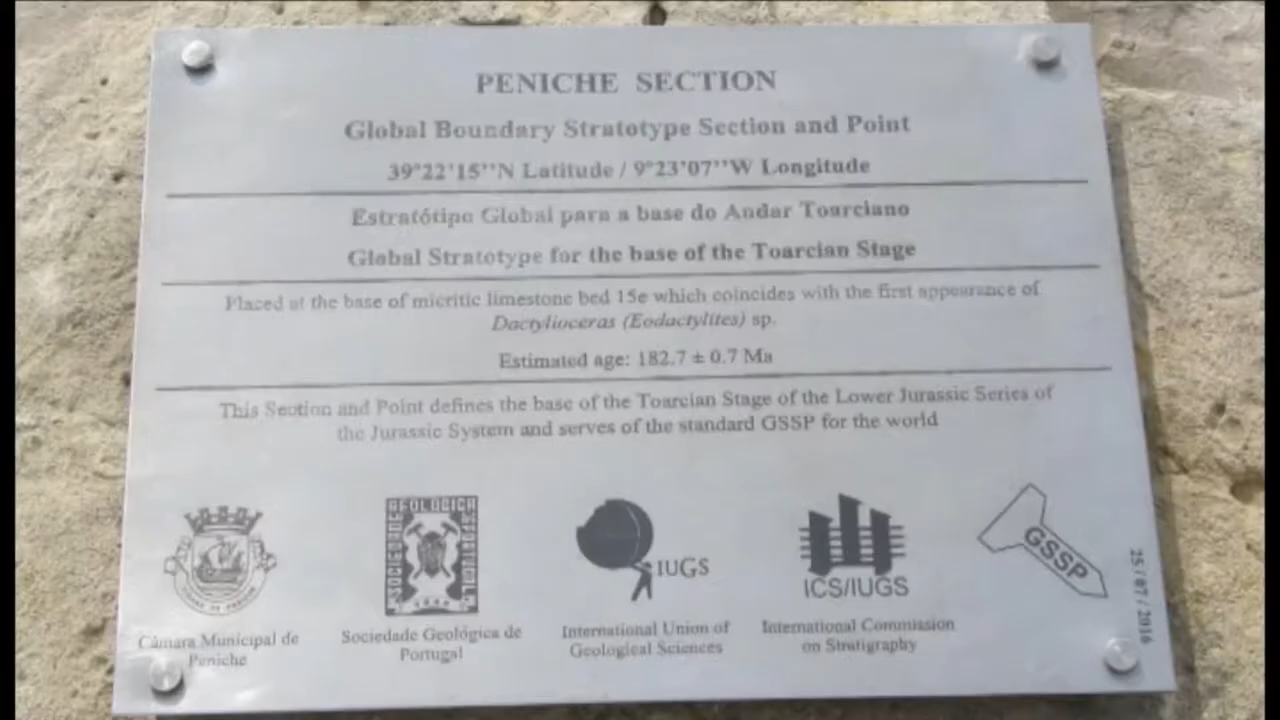 PENICHE SECTION
Global Boundary Stratotype Section and Point
39°22'15''N Latitude / 9°23'07''W Longitude
Estratótipo Global para a base do Andar Toarciano
Global Stratotype for the base of the Toarcian Stage
Placed at the base of micritic limestone bed 15e which coincides with the first appearance of
Dactylioceras (Eodactylites) sp.
Estimated age: 182.7 ± 0.7 Ma
This Section and Point defines the base of the Toarcian Stage of the Lower Jurassic Series of
the Jurassic System and serves of the standard GSSP for the world
SOCIEDADE GEOLOGICA PORTUGAL
IUGS
ICS/IUGS
GSSP
25 / 07 / 2016
Câmara Municipal de
Peniche
Sociedade Geológica de
Portugal
International Union of
Geological Sciences
International Commission
on Stratigraphy